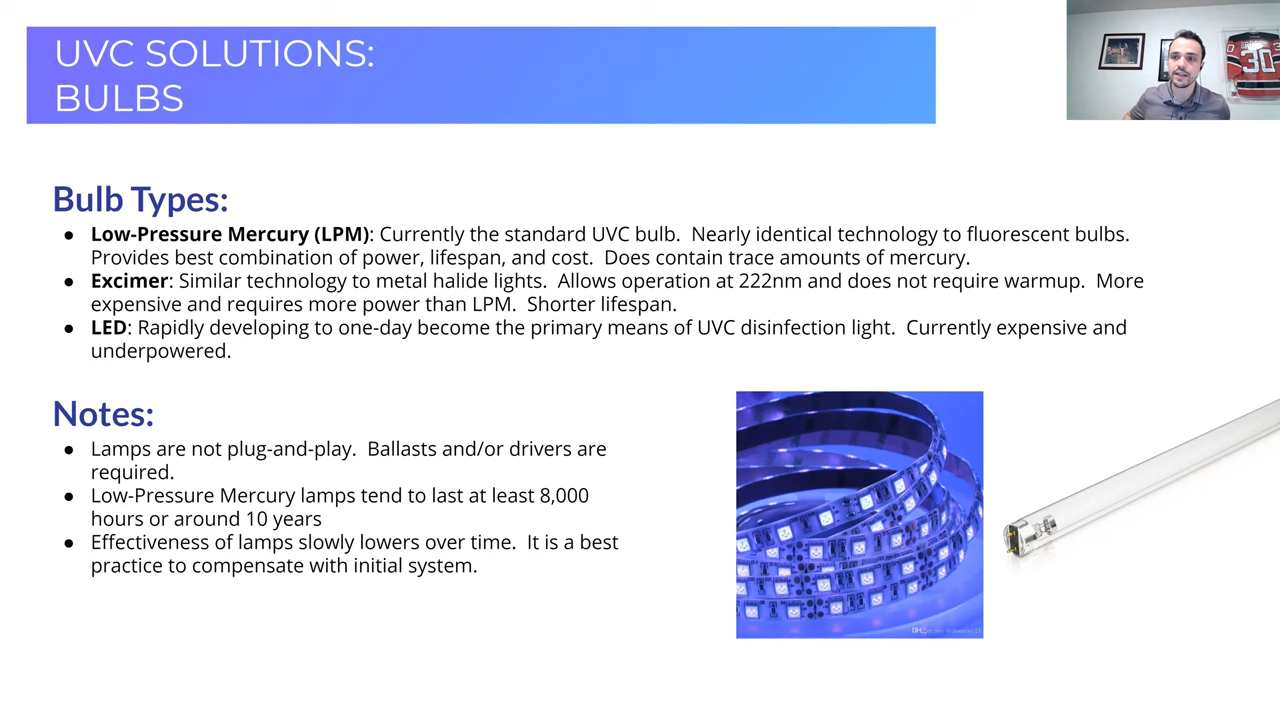 UVC SOLUTIONS:
BULBS
30
Bulb Types:
● Low-Pressure Mercury (LPM): Currently the standard UVC bulb. Nearly identical technology to fluorescent bulbs.
Provides best combination of power, lifespan, and cost. Does contain trace amounts of mercury.
● Excimer: Similar technology to metal halide lights. Allows operation at 222nm and does not require warmup. More
expensive and requires more power than LPM. Shorter lifespan.
● LED: Rapidly developing to one-day become the primary means of UVC disinfection light. Currently expensive and
underpowered.
Notes:
● Lamps are not plug-and-play. Ballasts and/or drivers are
required.
● Low-Pressure Mercury lamps tend to last at least 8,000
hours or around 10 years
● Effectiveness of lamps slowly lowers over time. It is a best
practice to compensate with initial system.